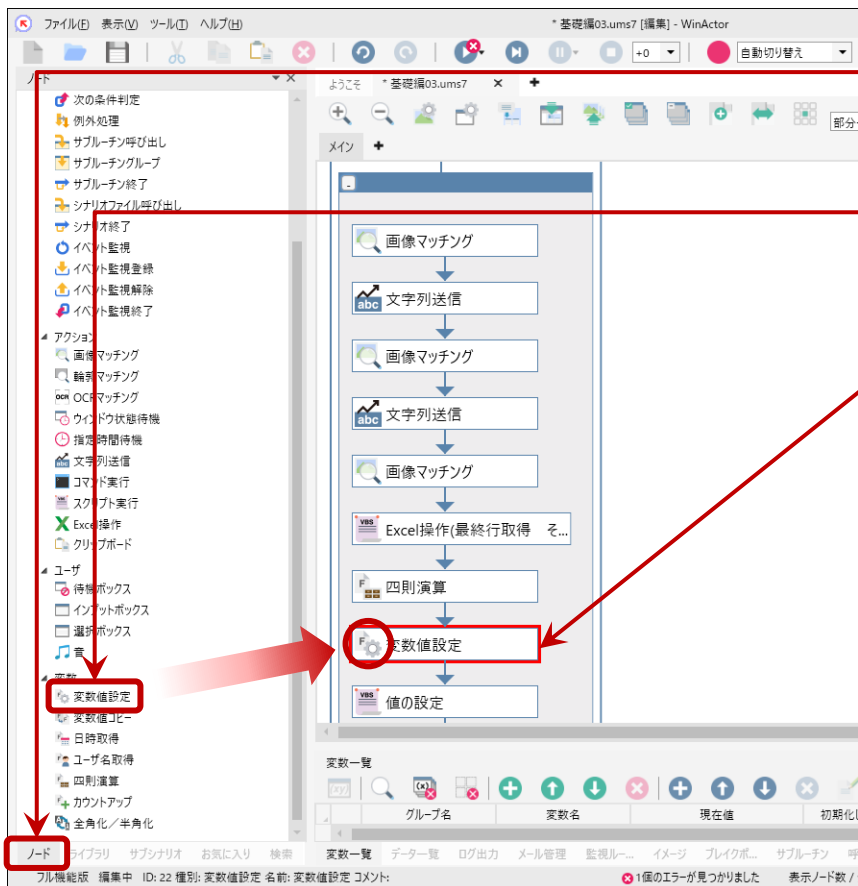 ファイル(F) 表示(V) ツール(T) ヘルプ(H) * 基礎編03.ums7 [編集] - WinActor
+0 自動切り替え
ノード
ようこそ * 基礎編03.ums7
次の条件判定
例外処理
サブルーチン呼び出し
サブルーチングループ
サブルーチン終了
シナリオファイル呼び出し
シナリオ終了
イベント監視
イベント監視登録
イベント監視解除
イベント監視終了
アクション
画像マッチング
輪郭マッチング
OCRマッチング
ウィンドウ状態待機
指定時間待機
文字列送信
コマンド実行
スクリプト実行
Excel操作
クリップボード
ユーザ
待機ボックス
インプットボックス
選択ボックス
音
変数
変数値設定
変数値コピー
日時取得
ユーザ名取得
四則演算
カウントアップ
全角化/半角化
部分
メイン
画像マッチング
文字列送信
画像マッチング
文字列送信
画像マッチング
Excel操作(最終行取得 そ...
四則演算
変数値設定
値の設定
変数一覧
グループ名 変数名 現在値 初期化し
ノード ライブラリ サブシナリオ お気に入り 検索
変数一覧 データ一覧 ログ出力 メール管理 監視ルー... イメージ ブレイクポ... サブルーチン 呼
フル機能版 編集中 ID: 22 種別: 変数値設定 名前: 変数値設定 コメント:
1個のエラーが見つかりました 表示ノード数 /